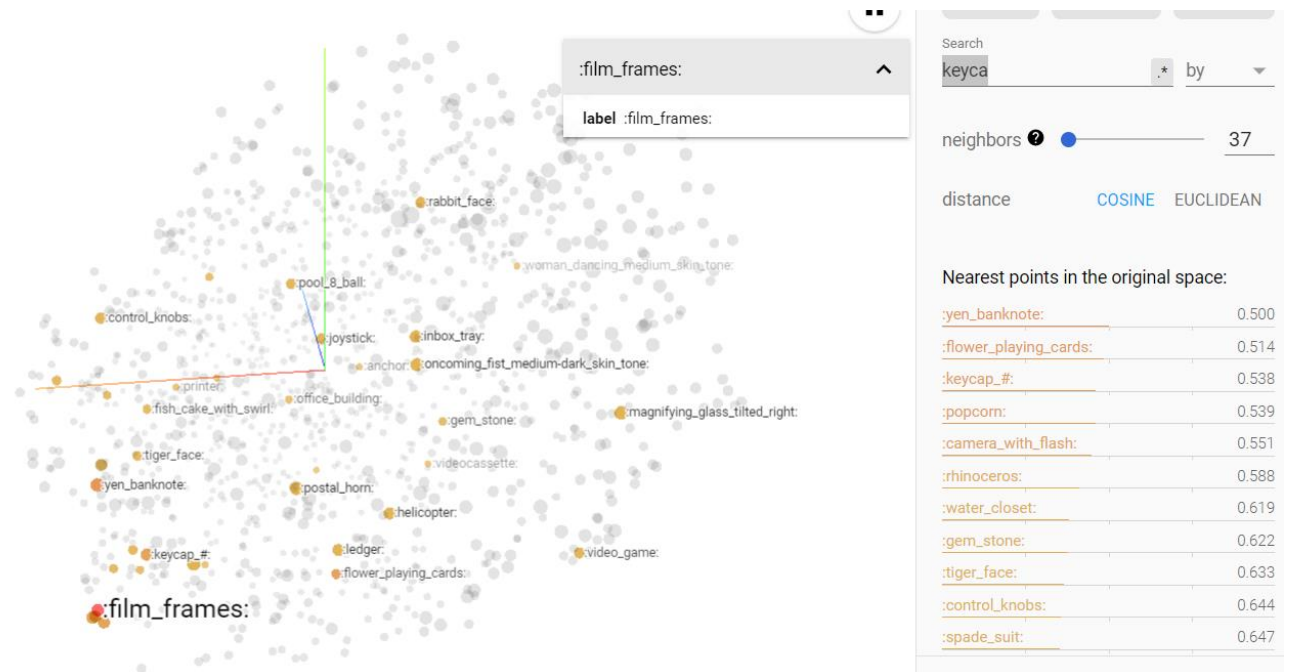 :film_frames:
label :film_frames:
:rabbit_face:
:woman_dancing_medium_skin_tone:
:pool_8_ball:
:control_knobs:
:joystick:
:inbox_tray:
:anchor:
:oncoming_fist_medium-dark_skin_tone:
:printer:
:office_building:
:fish_cake_with_swirl:
:magnifying_glass_tilted_right:
:gem_stone:
:tiger_face:
:videocassette:
:yen_banknote:
:postal_horn:
:helicopter:
:keycap_#:
:ledger:
:video_game:
:flower_playing_cards:
:film_frames:
Search
keyca .* by
neighbors ? 37
distance COSINE EUCLIDEAN
Nearest points in the original space:
:yen_banknote: 0.500
:flower_playing_cards: 0.514
:keycap_#: 0.538
:popcorn: 0.539
:camera_with_flash: 0.551
:rhinoceros: 0.588
:water_closet: 0.619
:gem_stone: 0.622
:tiger_face: 0.633
:control_knobs: 0.644
:spade_suit: 0.647